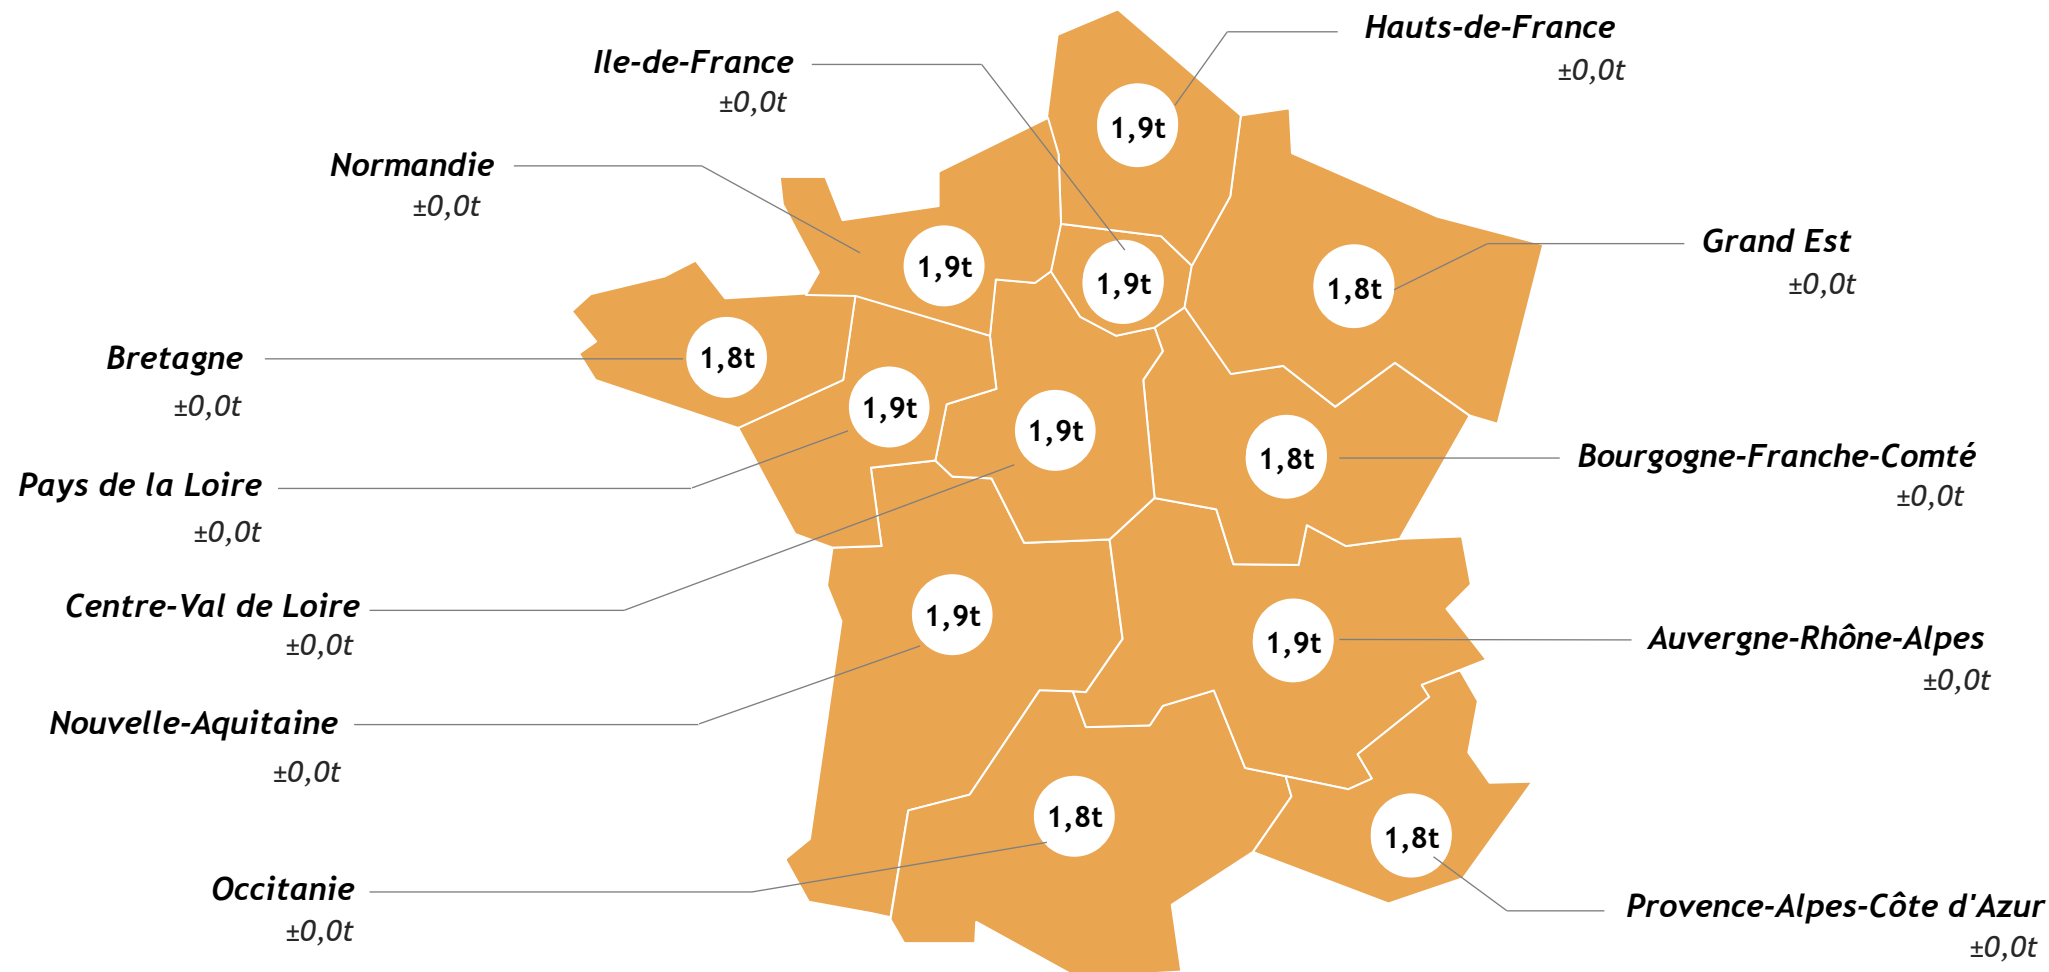 Hauts-de-France
±0,0t
Ile-de-France
±0,0t
1,9t
Normandie
±0,0t
1,9t
1,9t
Grand Est
±0,0t
1,8t
Bretagne
±0,0t
1,8t
1,9t
1,9t
Bourgogne-Franche-Comté
±0,0t
1,8t
Pays de la Loire
±0,0t
Centre-Val de Loire
±0,0t
1,9t
Auvergne-Rhône-Alpes
±0,0t
1,9t
Nouvelle-Aquitaine
±0,0t
1,8t
1,8t
Occitanie
±0,0t
Provence-Alpes-Côte d'Azur
±0,0t